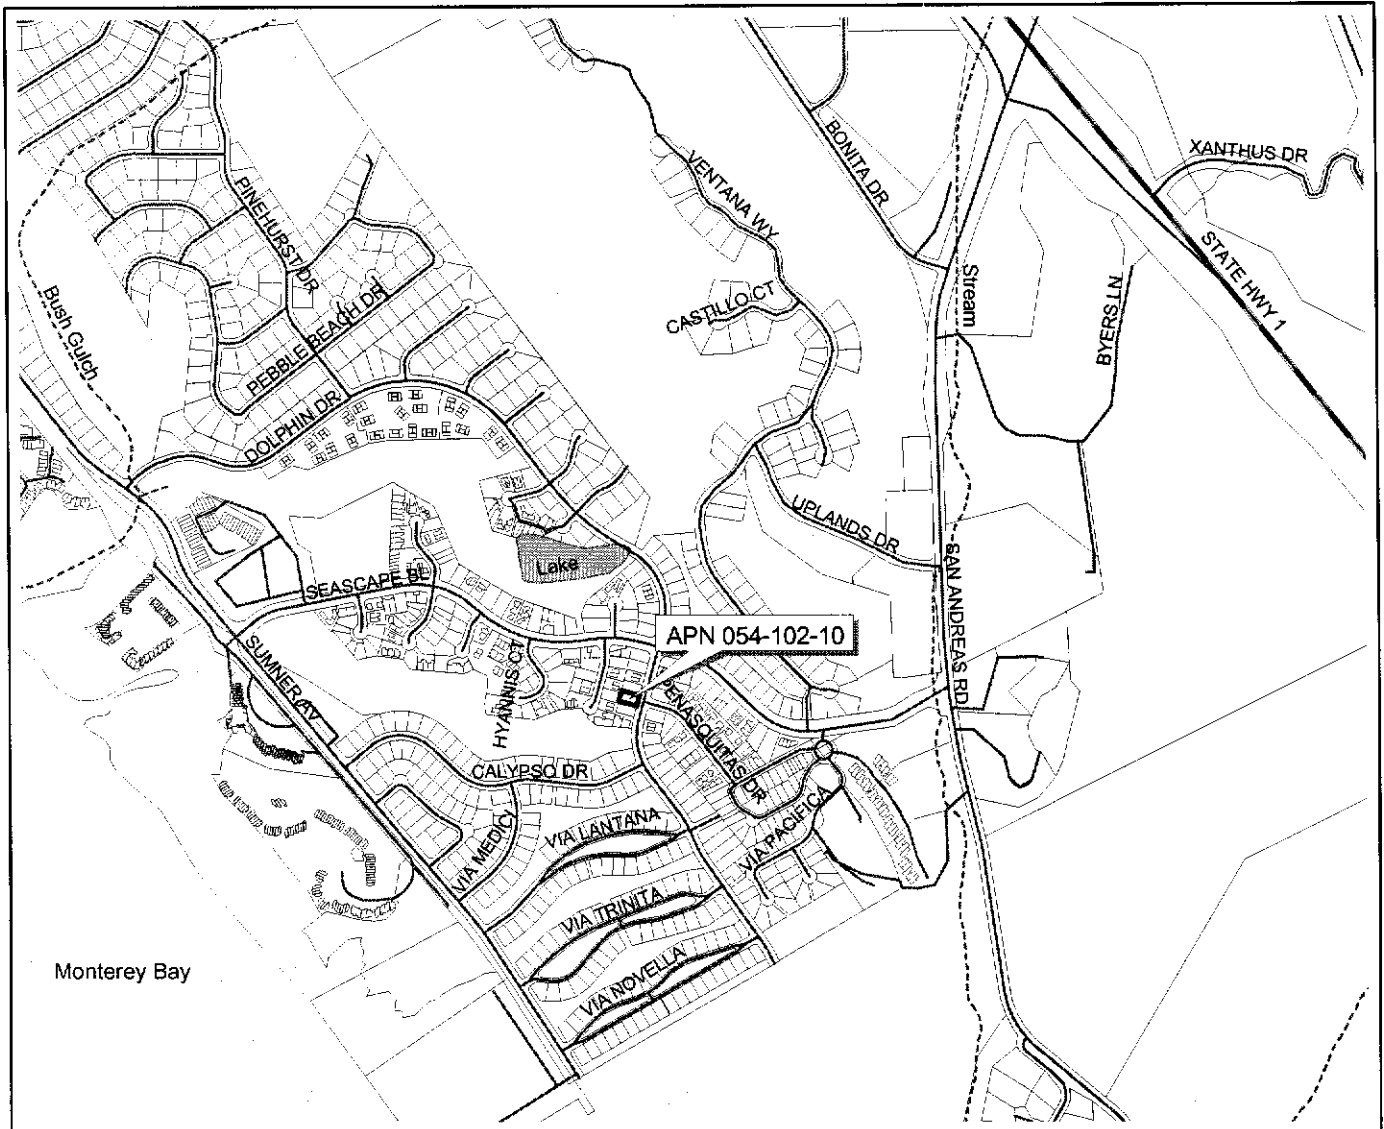 BONITA DR
XANTHUS DR
VENTANA WY
PINEHURST DR
STATE HWY 1
Stream
BYERS LN
Bush Gulch
CASTILLO CT
PEBBLE BEACH DR
DOLPHIN DR
UPLANDS DR
Lake
SEASCAPE BL
SAN ANDREAS RD
APN 054-102-10
SUMNER AV
HYANNIS CT
PENASQUITAS DR
CALYPSO DR
VIA MEDICI
VIA LANTANA
VIA PACIFICA
VIA TRINITA
VIA NOVELLA
Monterey Bay